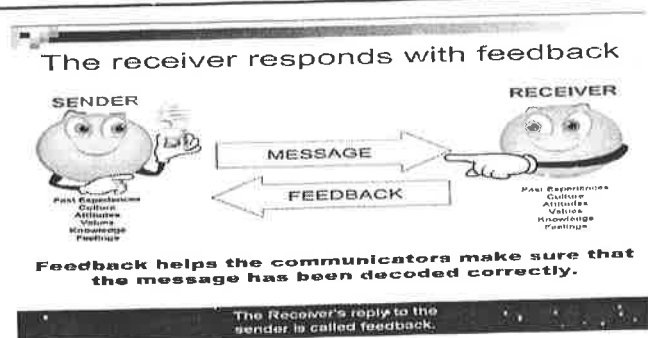 The receiver responds with feedback
SENDER
RECEIVER
MESSAGE
FEEDBACK
Past Experiences
Culture
Attitudes
Values
Knowledge
Feelings
Past Experiences
Culture
Attitudes
Values
Knowledge
Feelings
Feedback helps the communicators make sure that
the message has been decoded correctly.
The Receiver's reply to the
sender is called feedback.